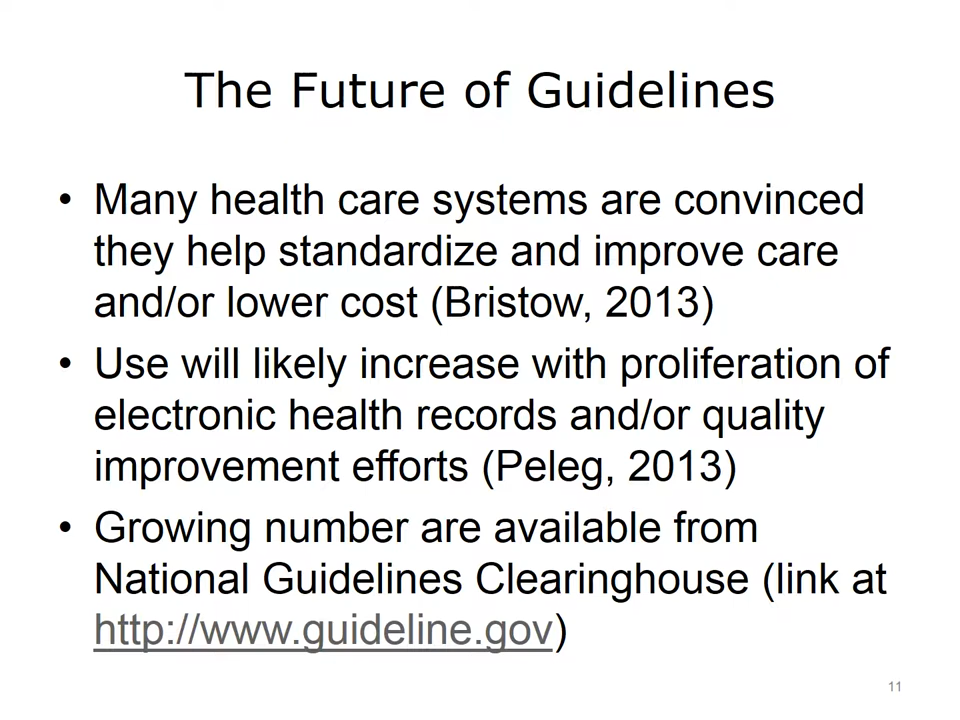 The Future of Guidelines
• Many health care systems are convinced
they help standardize and improve care
and/or lower cost (Bristow, 2013)
• Use will likely increase with proliferation of
electronic health records and/or quality
improvement efforts (Peleg, 2013)
• Growing number are available from
National Guidelines Clearinghouse (link at
http://www.guideline.gov)
11